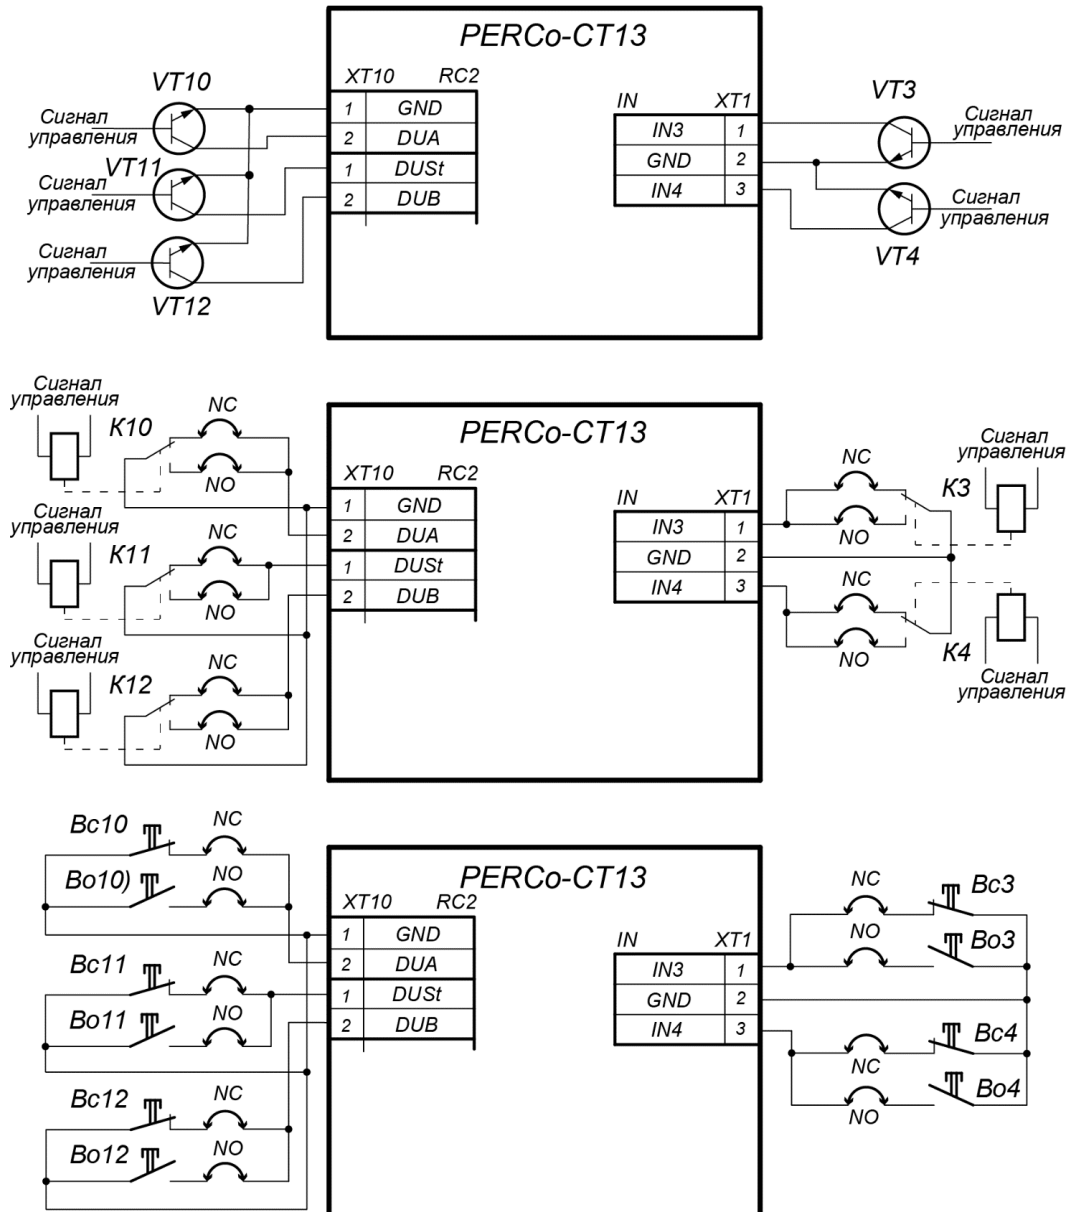 PERCo-CT13
XT10 RC2
1 GND
2 DUA
1 DUSt
2 DUB
IN XT1
IN3 1
GND 2
IN4 3
VT10
Сигнал
управления
VT11
Сигнал
управления
Сигнал
управления
VT12
VT3
Сигнал
управления
Сигнал
управления
VT4
PERCo-CT13
XT10 RC2
1 GND
2 DUA
1 DUSt
2 DUB
IN XT1
IN3 1
GND 2
IN4 3
Сигнал
управления
К10
NC
NO
Сигнал
управления
К11
NC
NO
Сигнал
управления
К12
NC
NO
Сигнал
управления
NC
К3
NO
NC
К4
NO
Сигнал
управления
PERCo-CT13
XT10 RC2
1 GND
2 DUA
1 DUSt
2 DUB
IN XT1
IN3 1
GND 2
IN4 3
Bc10
NC
Bo10)
NO
Bc11
NC
Bo11
NO
Bc12
NC
Bo12
NO
NC
Bc3
NO
Bo3
Bc4
NC
Bo4
NO